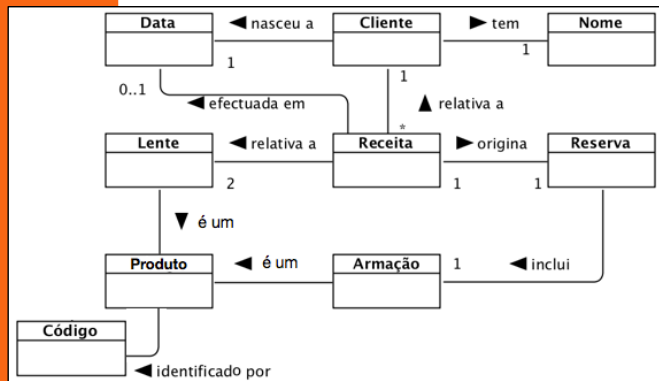 Data
nasceu a
Cliente
tem
Nome
1
1
1
0..1
efectuada em
relativa a
*
Lente
relativa a
Receita
origina
Reserva
2
1
1
é um
Produto
é um
Armação
1
inclui
Código
identificado por